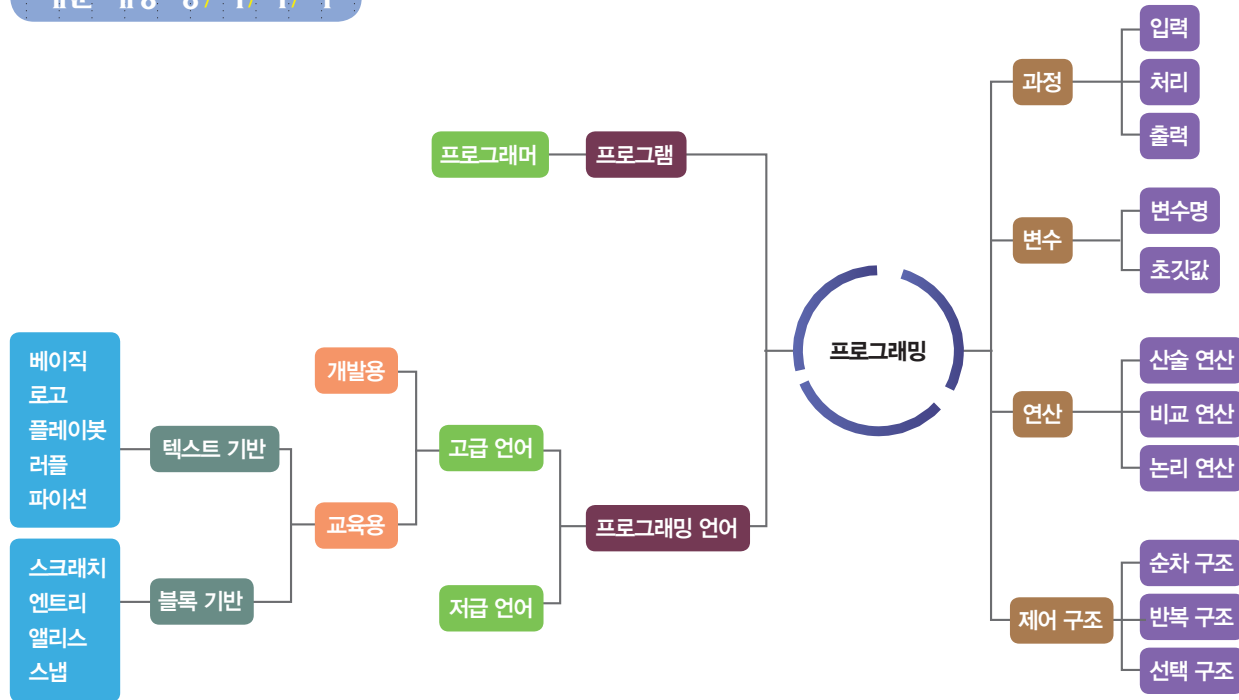 프로그래밍
프로그램
프로그래머
프로그래밍 언어
고급 언어
개발용
교육용
텍스트 기반
베이직
로고
플레이봇
러플
파이선
블록 기반
스크래치
엔트리
앨리스
스냅
저급 언어
과정
입력
처리
출력
변수
변수명
초깃값
연산
산술 연산
비교 연산
논리 연산
제어 구조
순차 구조
반복 구조
선택 구조